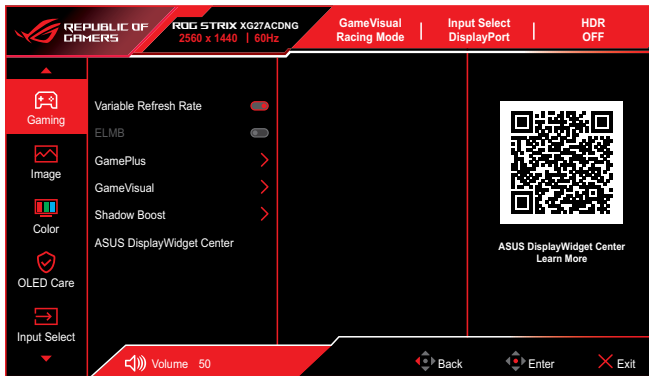 REPUBLIC OF
GAMERS
ROG STRIX XG27ACDNG
2560 x 1440 | 60Hz
GameVisual
Racing Mode
Input Select
DisplayPort
HDR
OFF
Gaming
Image
Color
OLED Care
Input Select
Variable Refresh Rate
ELMB
GamePlus
GameVisual
Shadow Boost
ASUS DisplayWidget Center
ASUS DisplayWidget Center
Learn More
Volume 50
Back
Enter
Exit